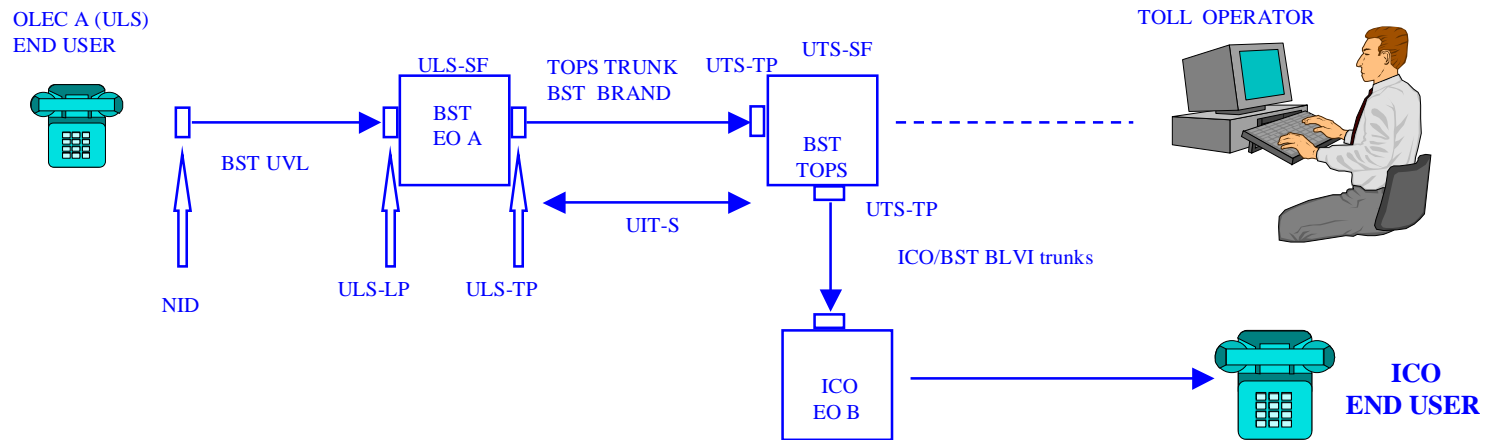 OLEC A (ULS)
END USER
TOLL OPERATOR
ULS-SF
TOPS TRUNK
BST BRAND
UTS-TP
UTS-SF
BST
EO A
BST UVL
BST
TOPS
UIT-S
UTS-TP
ICO/BST BLVI trunks
NID
ULS-LP
ULS-TP
ICO
EO B
ICO
END USER